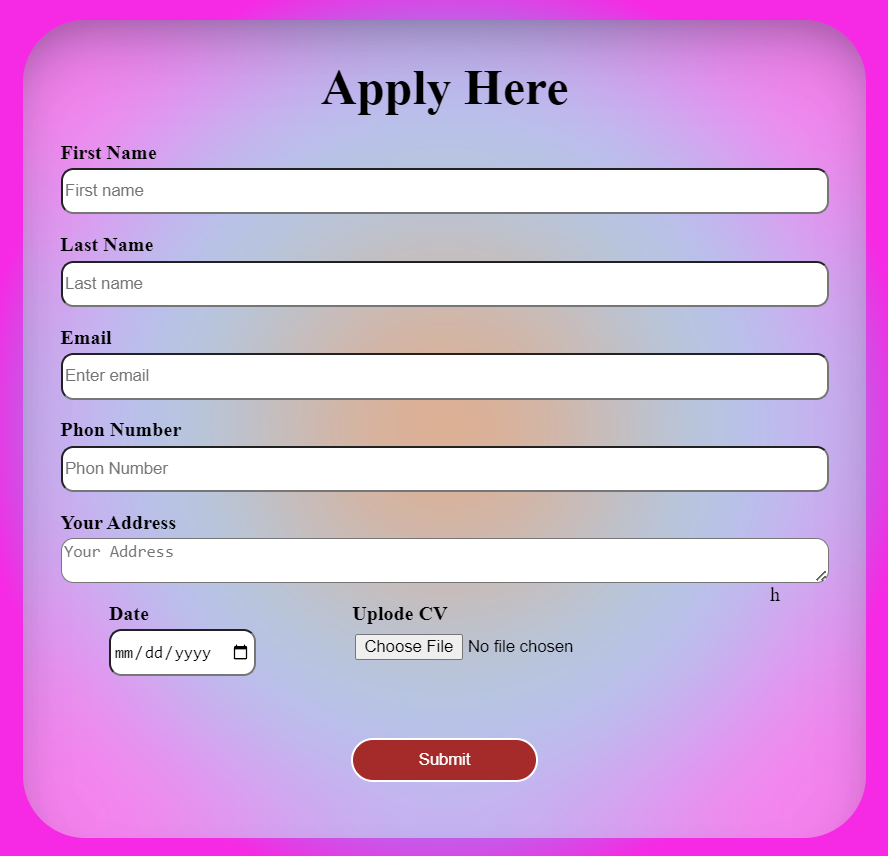 Apply Here
First Name
First name
Last Name
Last name
Email
Enter email
Phon Number
Phon Number
Your Address
Your Address
h
Date Uplode CV
mm/dd/yyyy Choose File No file chosen
Submit